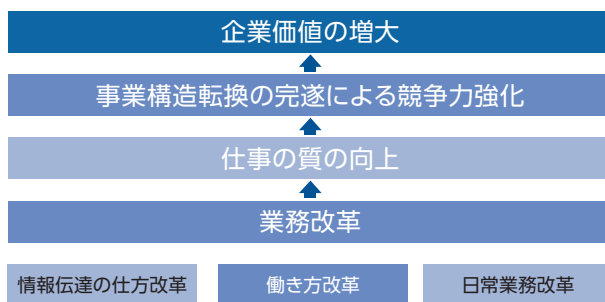 企業価値の増大
事業構造転換の完遂による競争力強化
仕事の質の向上
業務改革
情報伝達の仕方改革
働き方改革
日常業務改革